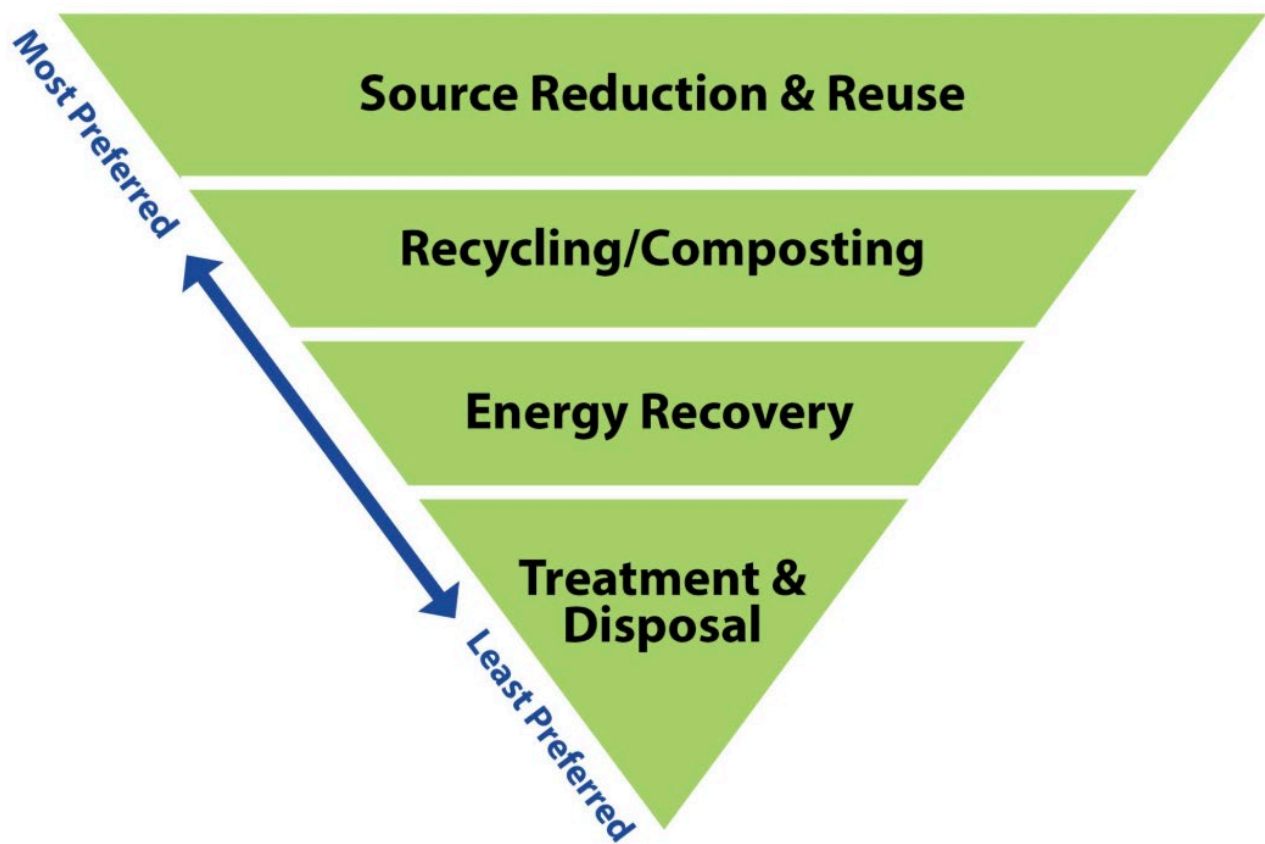 Most Preferred
Source Reduction & Reuse
Recycling/Composting
Energy Recovery
Treatment &
Disposal
Least Preferred